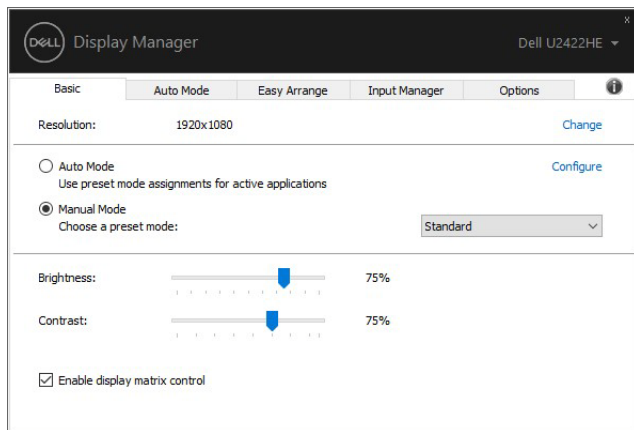 x
DELL Display Manager Dell U2422HE
Basic Auto Mode Easy Arrange Input Manager Options i
Resolution: 1920x1080 Change
Auto Mode Configure
Use preset mode assignments for active applications
Manual Mode
Choose a preset mode: Standard
Brightness: 75%
Contrast: 75%
Enable display matrix control